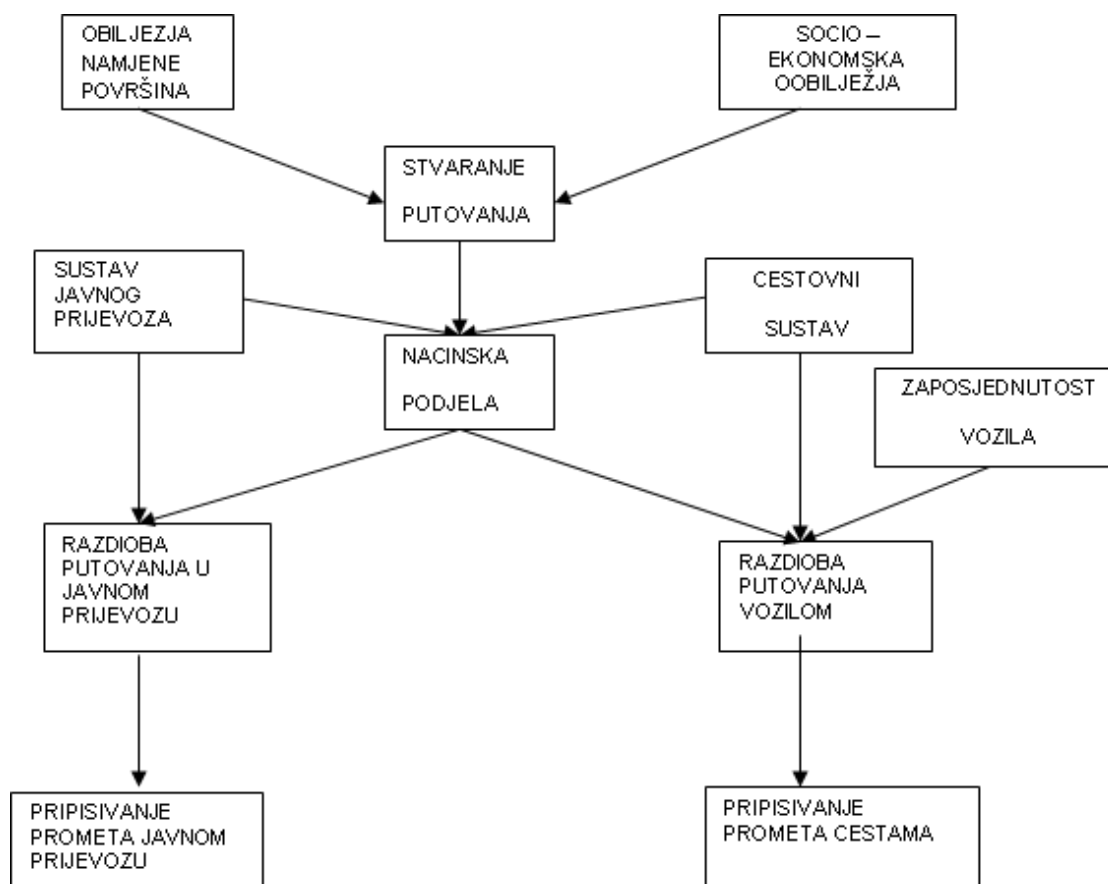 OBILJEZJA
NAMJENE
POVRŠINA
SOCIO –
EKONOMSKA
OOBILJEŽJA
STVARANJE
PUTOVANJA
SUSTAV
JAVNOG
PRIJEVOZA
CESTOVNI
SUSTAV
NACINSKA
PODJELA
ZAPOSJEDNUTOST
VOZILA
RAZDIOBA
PUTOVANJA U
JAVNOM
PRIJEVOZU
RAZDIOBA
PUTOVANJA
VOZILOM
PRIPISIVANJE
PROMETA JAVNOM
PRIJEVOZU
PRIPISIVANJE
PROMETA CESTAMA